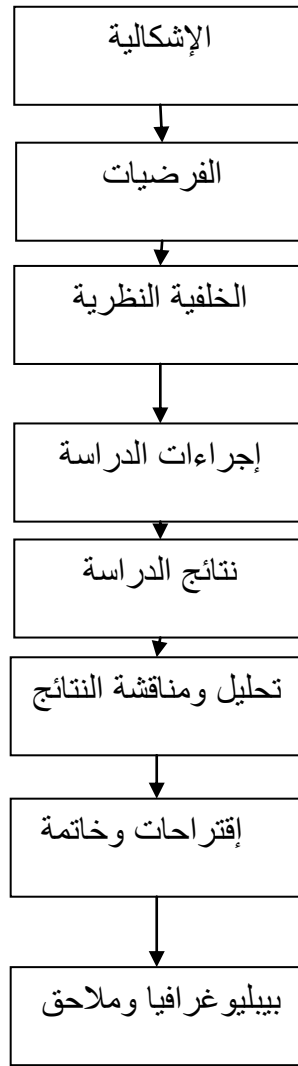 الإشكالية
الفرضيات
الخلفية النظرية
إجراءات الدراسة
نتائج الدراسة
تحليل ومناقشة النتائج
إقتراحات وخاتمة
بيبليوغرافيا وملاحق